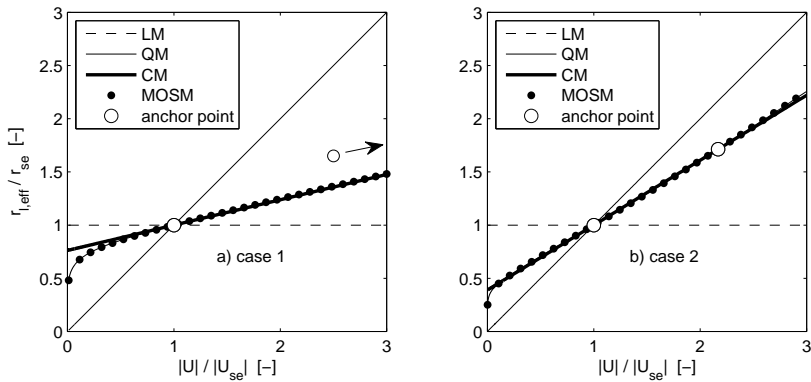 3
2.5
2
1.5
1
0.5
0
r_l,eff / r_se [–]
LM
QM
CM
MOSM
anchor point
a) case 1
0 1 2 3
|U| / |U_se| [–]
3
2.5
2
1.5
1
0.5
0
LM
QM
CM
MOSM
anchor point
b) case 2
0 1 2 3
|U| / |U_se| [–]